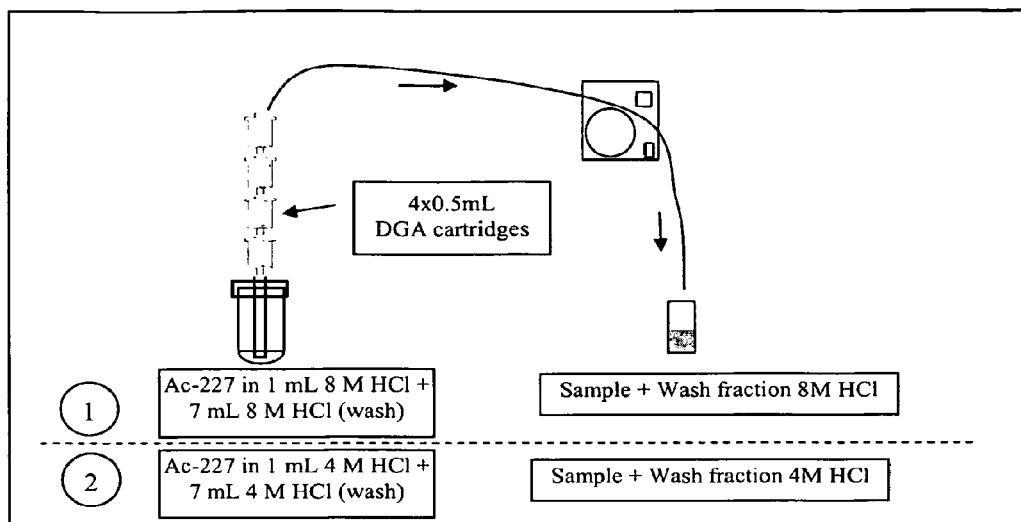 4x0.5mL
DGA cartridges
1
Ac-227 in 1 mL 8 M HCl +
7 mL 8 M HCl (wash)
Sample + Wash fraction 8M HCl
2
Ac-227 in 1 mL 4 M HCl +
7 mL 4 M HCl (wash)
Sample + Wash fraction 4M HCl